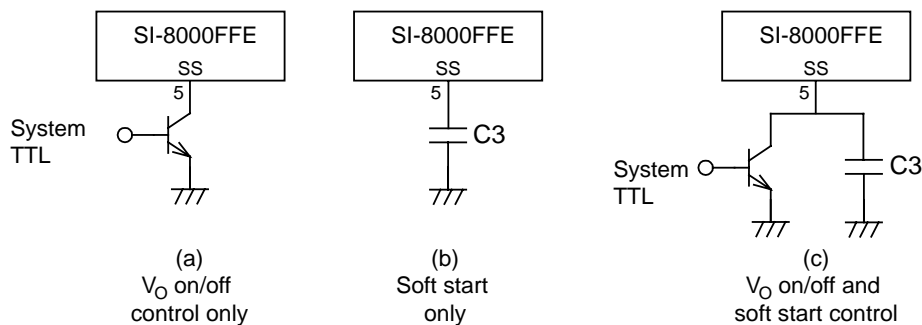 SI-8000FFE
SS
5
System
TTL
(a)
VO on/off
control only
SI-8000FFE
SS
5
C3
(b)
Soft start
only
SI-8000FFE
SS
5
System
TTL
C3
(c)
VO on/off and
soft start control